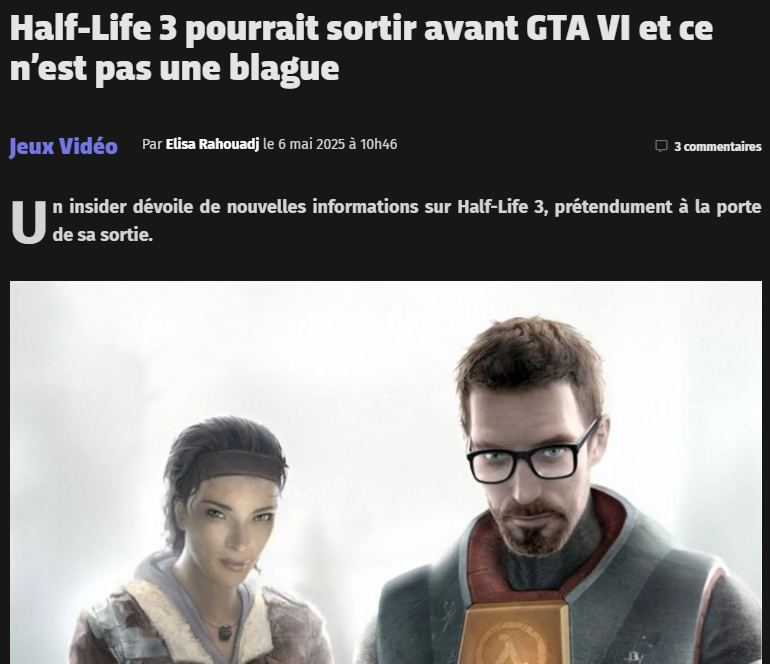 Half-Life 3 pourrait sortir avant GTA VI et ce
n’est pas une blague
Jeux Vidéo Par Elisa Rahouadj le 6 mai 2025 à 10h46 3 commentaires
Un insider dévoile de nouvelles informations sur Half-Life 3, prétendument à la porte
de sa sortie.